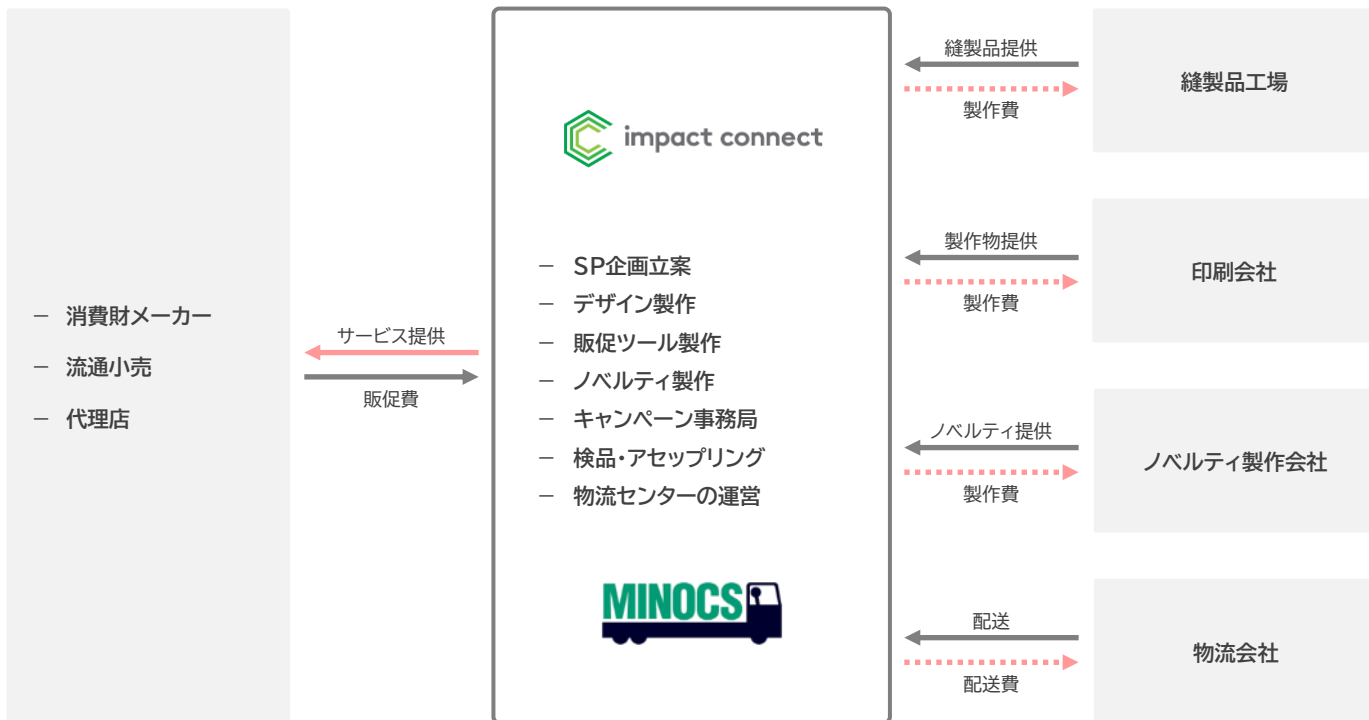 － 消費財メーカー
－ 流通小売
－ 代理店
サービス提供
販促費
impact connect
－ SP企画立案
－ デザイン製作
－ 販促ツール製作
－ ノベルティ製作
－ キャンペーン事務局
－ 検品・アセップリング
－ 物流センターの運営
MINOCS
縫製品提供
製作費
縫製品工場
製作物提供
製作費
印刷会社
ノベルティ提供
製作費
ノベルティ製作会社
配送
配送費
物流会社